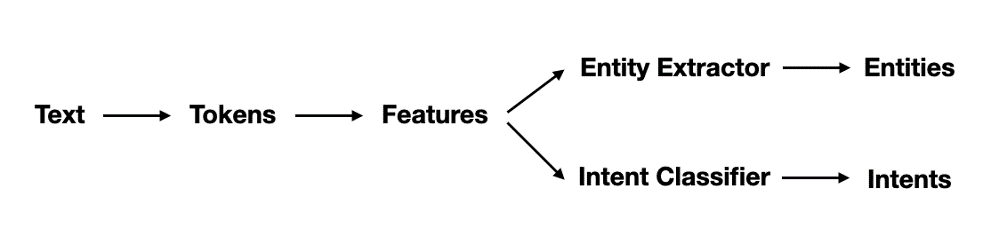 Text
Tokens
Features
Entity Extractor
Entities
Intent Classifier
Intents